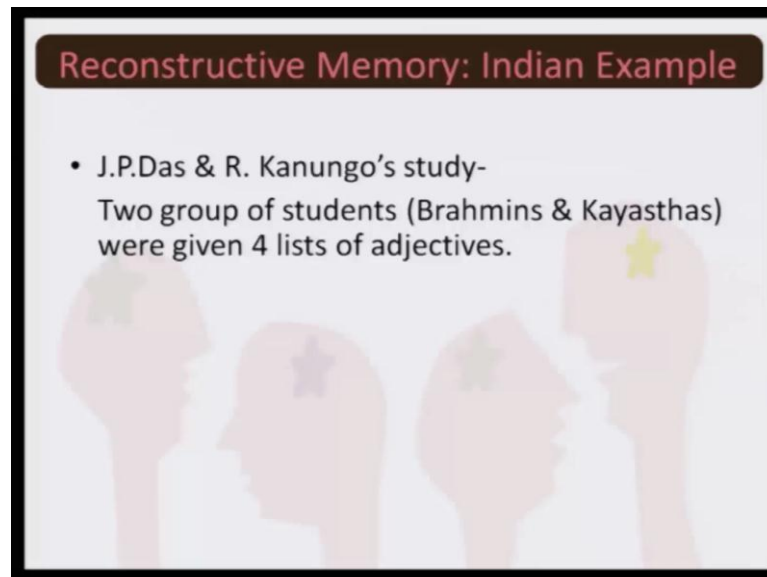 Reconstructive Memory: Indian Example
• J.P.Das & R. Kanungo's study-
Two group of students (Brahmins & Kayasthas)
were given 4 lists of adjectives.